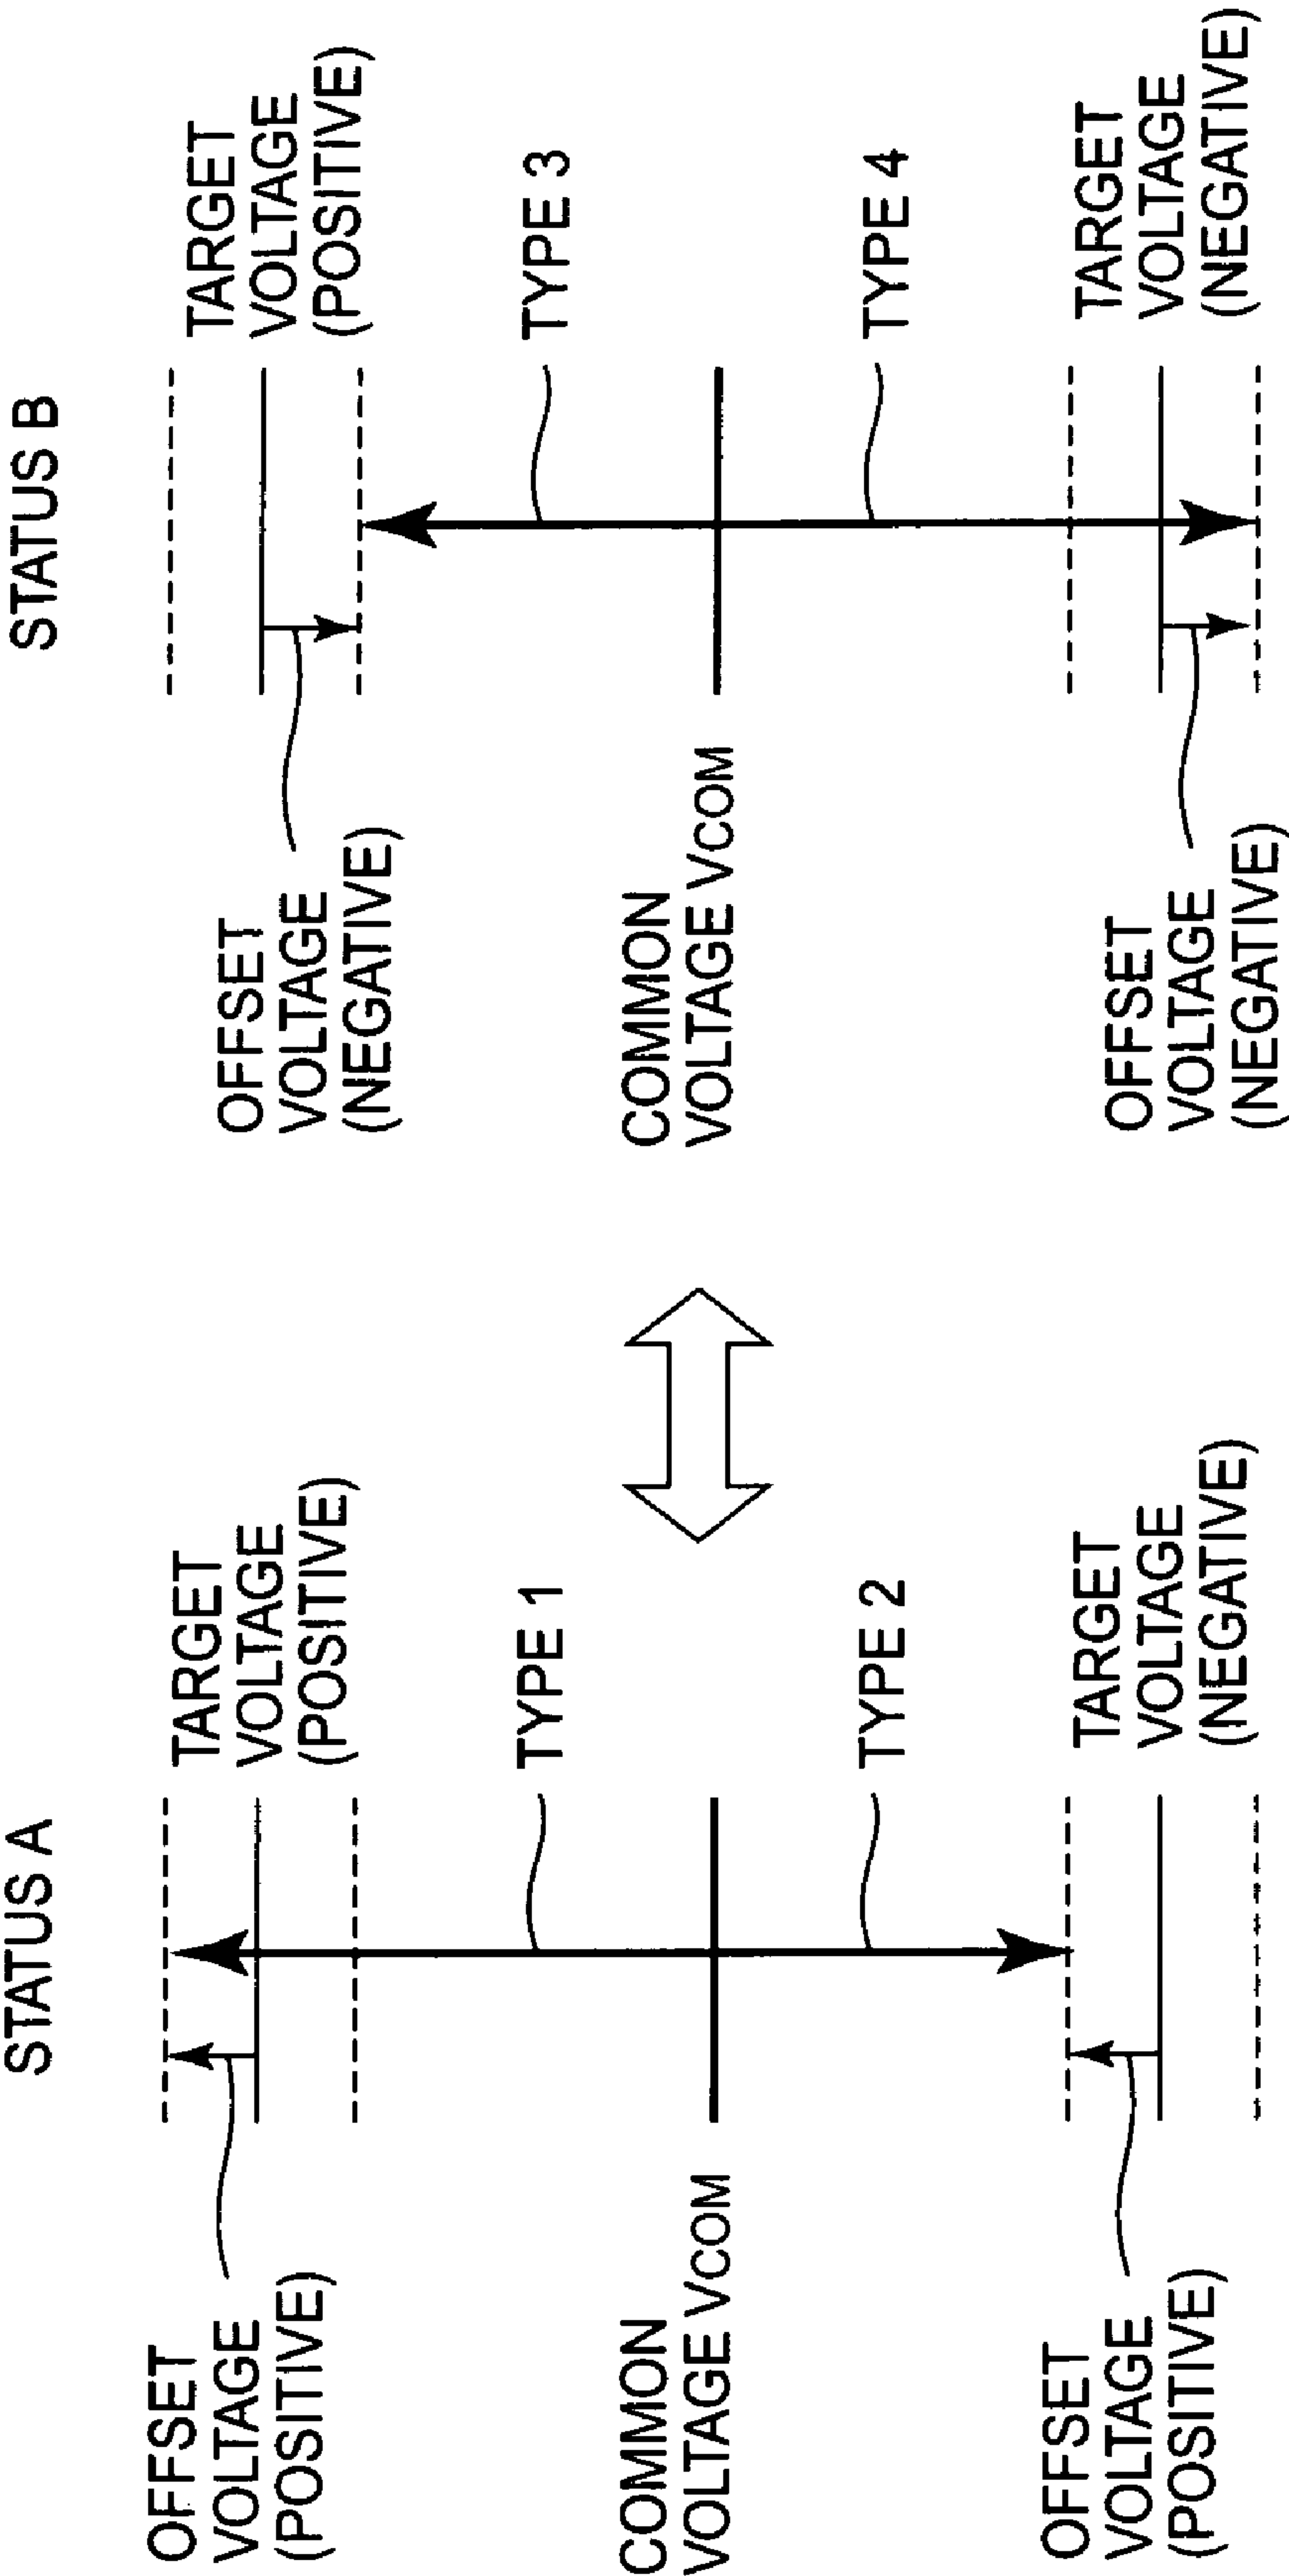 STATUS A
OFFSET
VOLTAGE
(POSITIVE)
TARGET
VOLTAGE
(POSITIVE)
TYPE 1
COMMON
VOLTAGE VCOM
TYPE 2
OFFSET
VOLTAGE
(POSITIVE)
TARGET
VOLTAGE
(NEGATIVE)
STATUS B
OFFSET
VOLTAGE
(NEGATIVE)
TARGET
VOLTAGE
(POSITIVE)
TYPE 3
COMMON
VOLTAGE VCOM
TYPE 4
OFFSET
VOLTAGE
(NEGATIVE)
TARGET
VOLTAGE
(NEGATIVE)